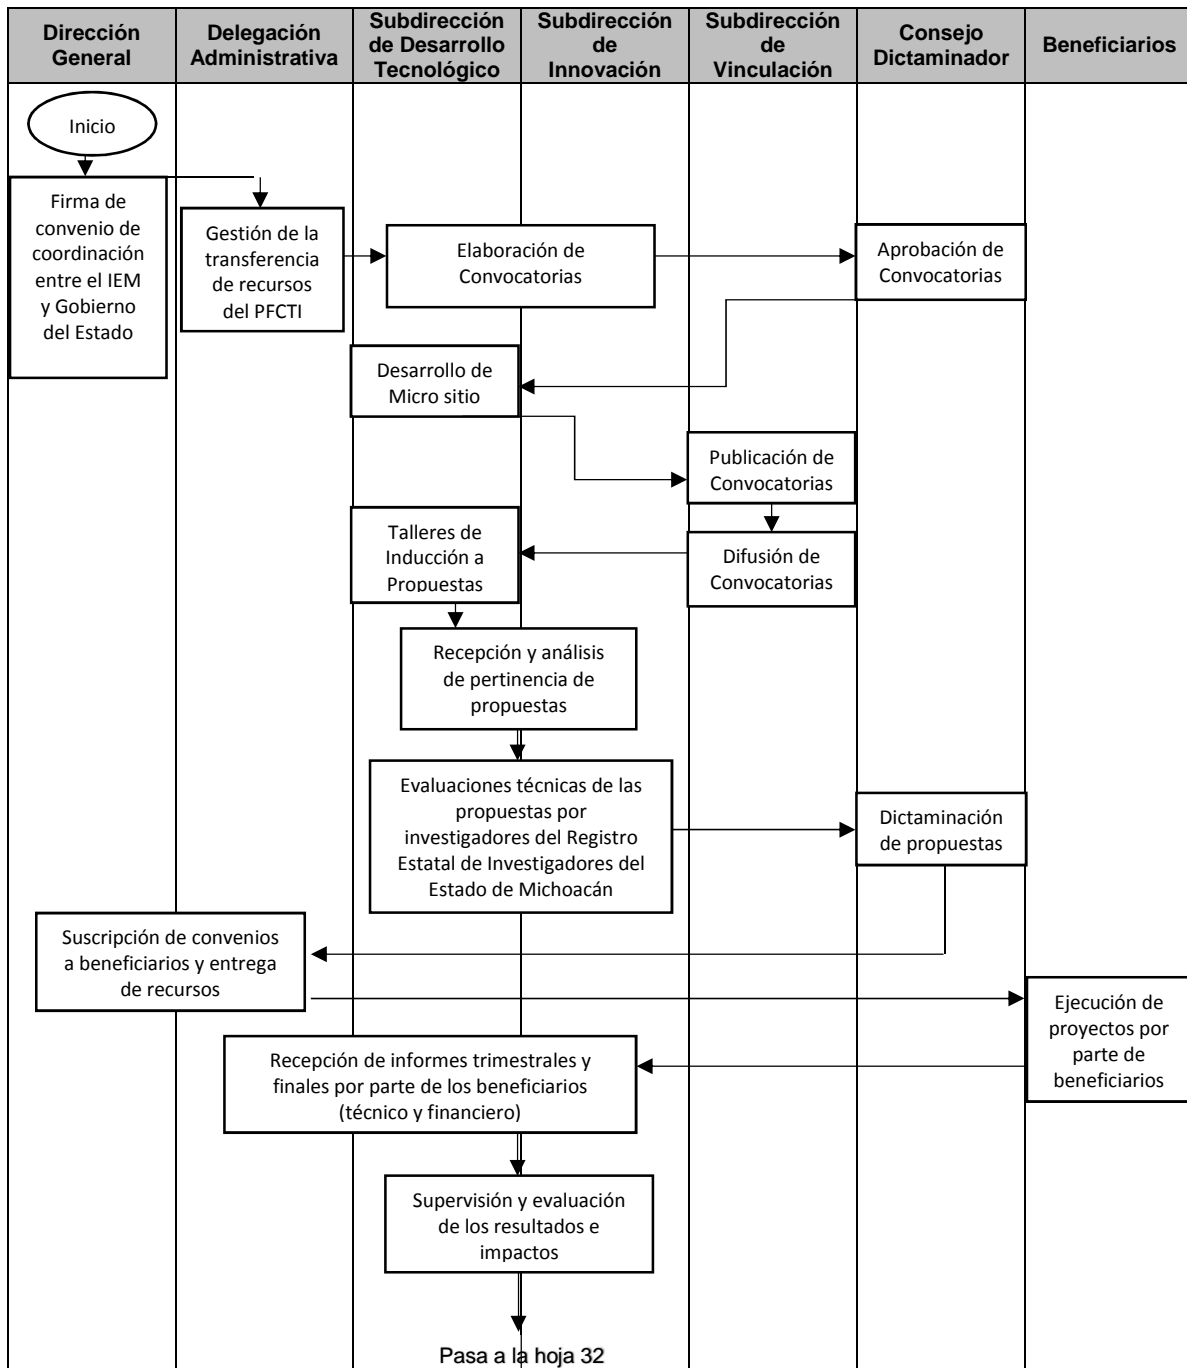 Dirección
General
Delegación
Administrativa
Subdirección
de Desarrollo
Tecnológico
Subdirección
de
Innovación
Subdirección
de
Vinculación
Consejo
Dictaminador
Beneficiarios
Inicio
Firma de
convenio de
coordinación
entre el IEM
y Gobierno
del Estado
Gestión de la
transferencia
de recursos
del PFCTI
Elaboración de
Convocatorias
Aprobación de
Convocatorias
Desarrollo de
Micro sitio
Publicación de
Convocatorias
Difusión de
Convocatorias
Talleres de
Inducción a
Propuestas
Recepción y análisis
de pertinencia de
propuestas
Evaluaciones técnicas de las
propuestas por
investigadores del Registro
Estatal de Investigadores del
Estado de Michoacán
Dictaminación
de propuestas
Suscripción de convenios
a beneficiarios y entrega
de recursos
Ejecución de
proyectos por
parte de
beneficiarios
Recepción de informes trimestrales y
finales por parte de los beneficiarios
(técnico y financiero)
Supervisión y evaluación
de los resultados e
impactos
Pasa a la hoja 32